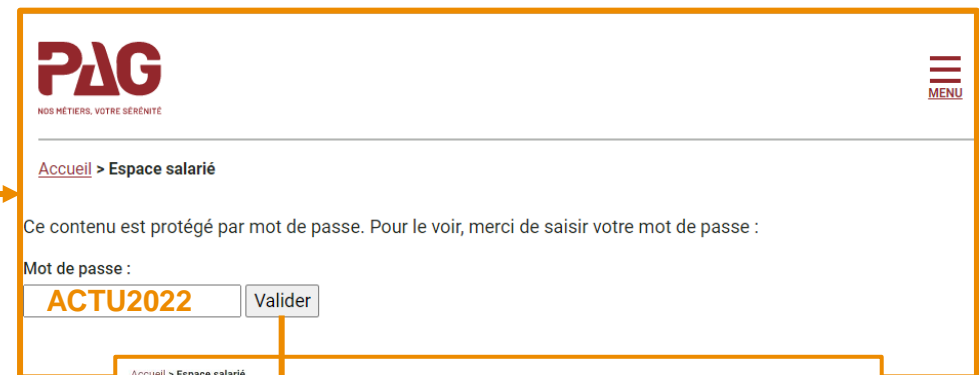 PAG
NOS MÉTIERS, VOTRE SÉRÉNITÉ
MENU
Accueil > Espace salarié
Ce contenu est protégé par mot de passe. Pour le voir, merci de saisir votre mot de passe :
Mot de passe :
ACTU2022 Valider
Accueil > Espace salarié